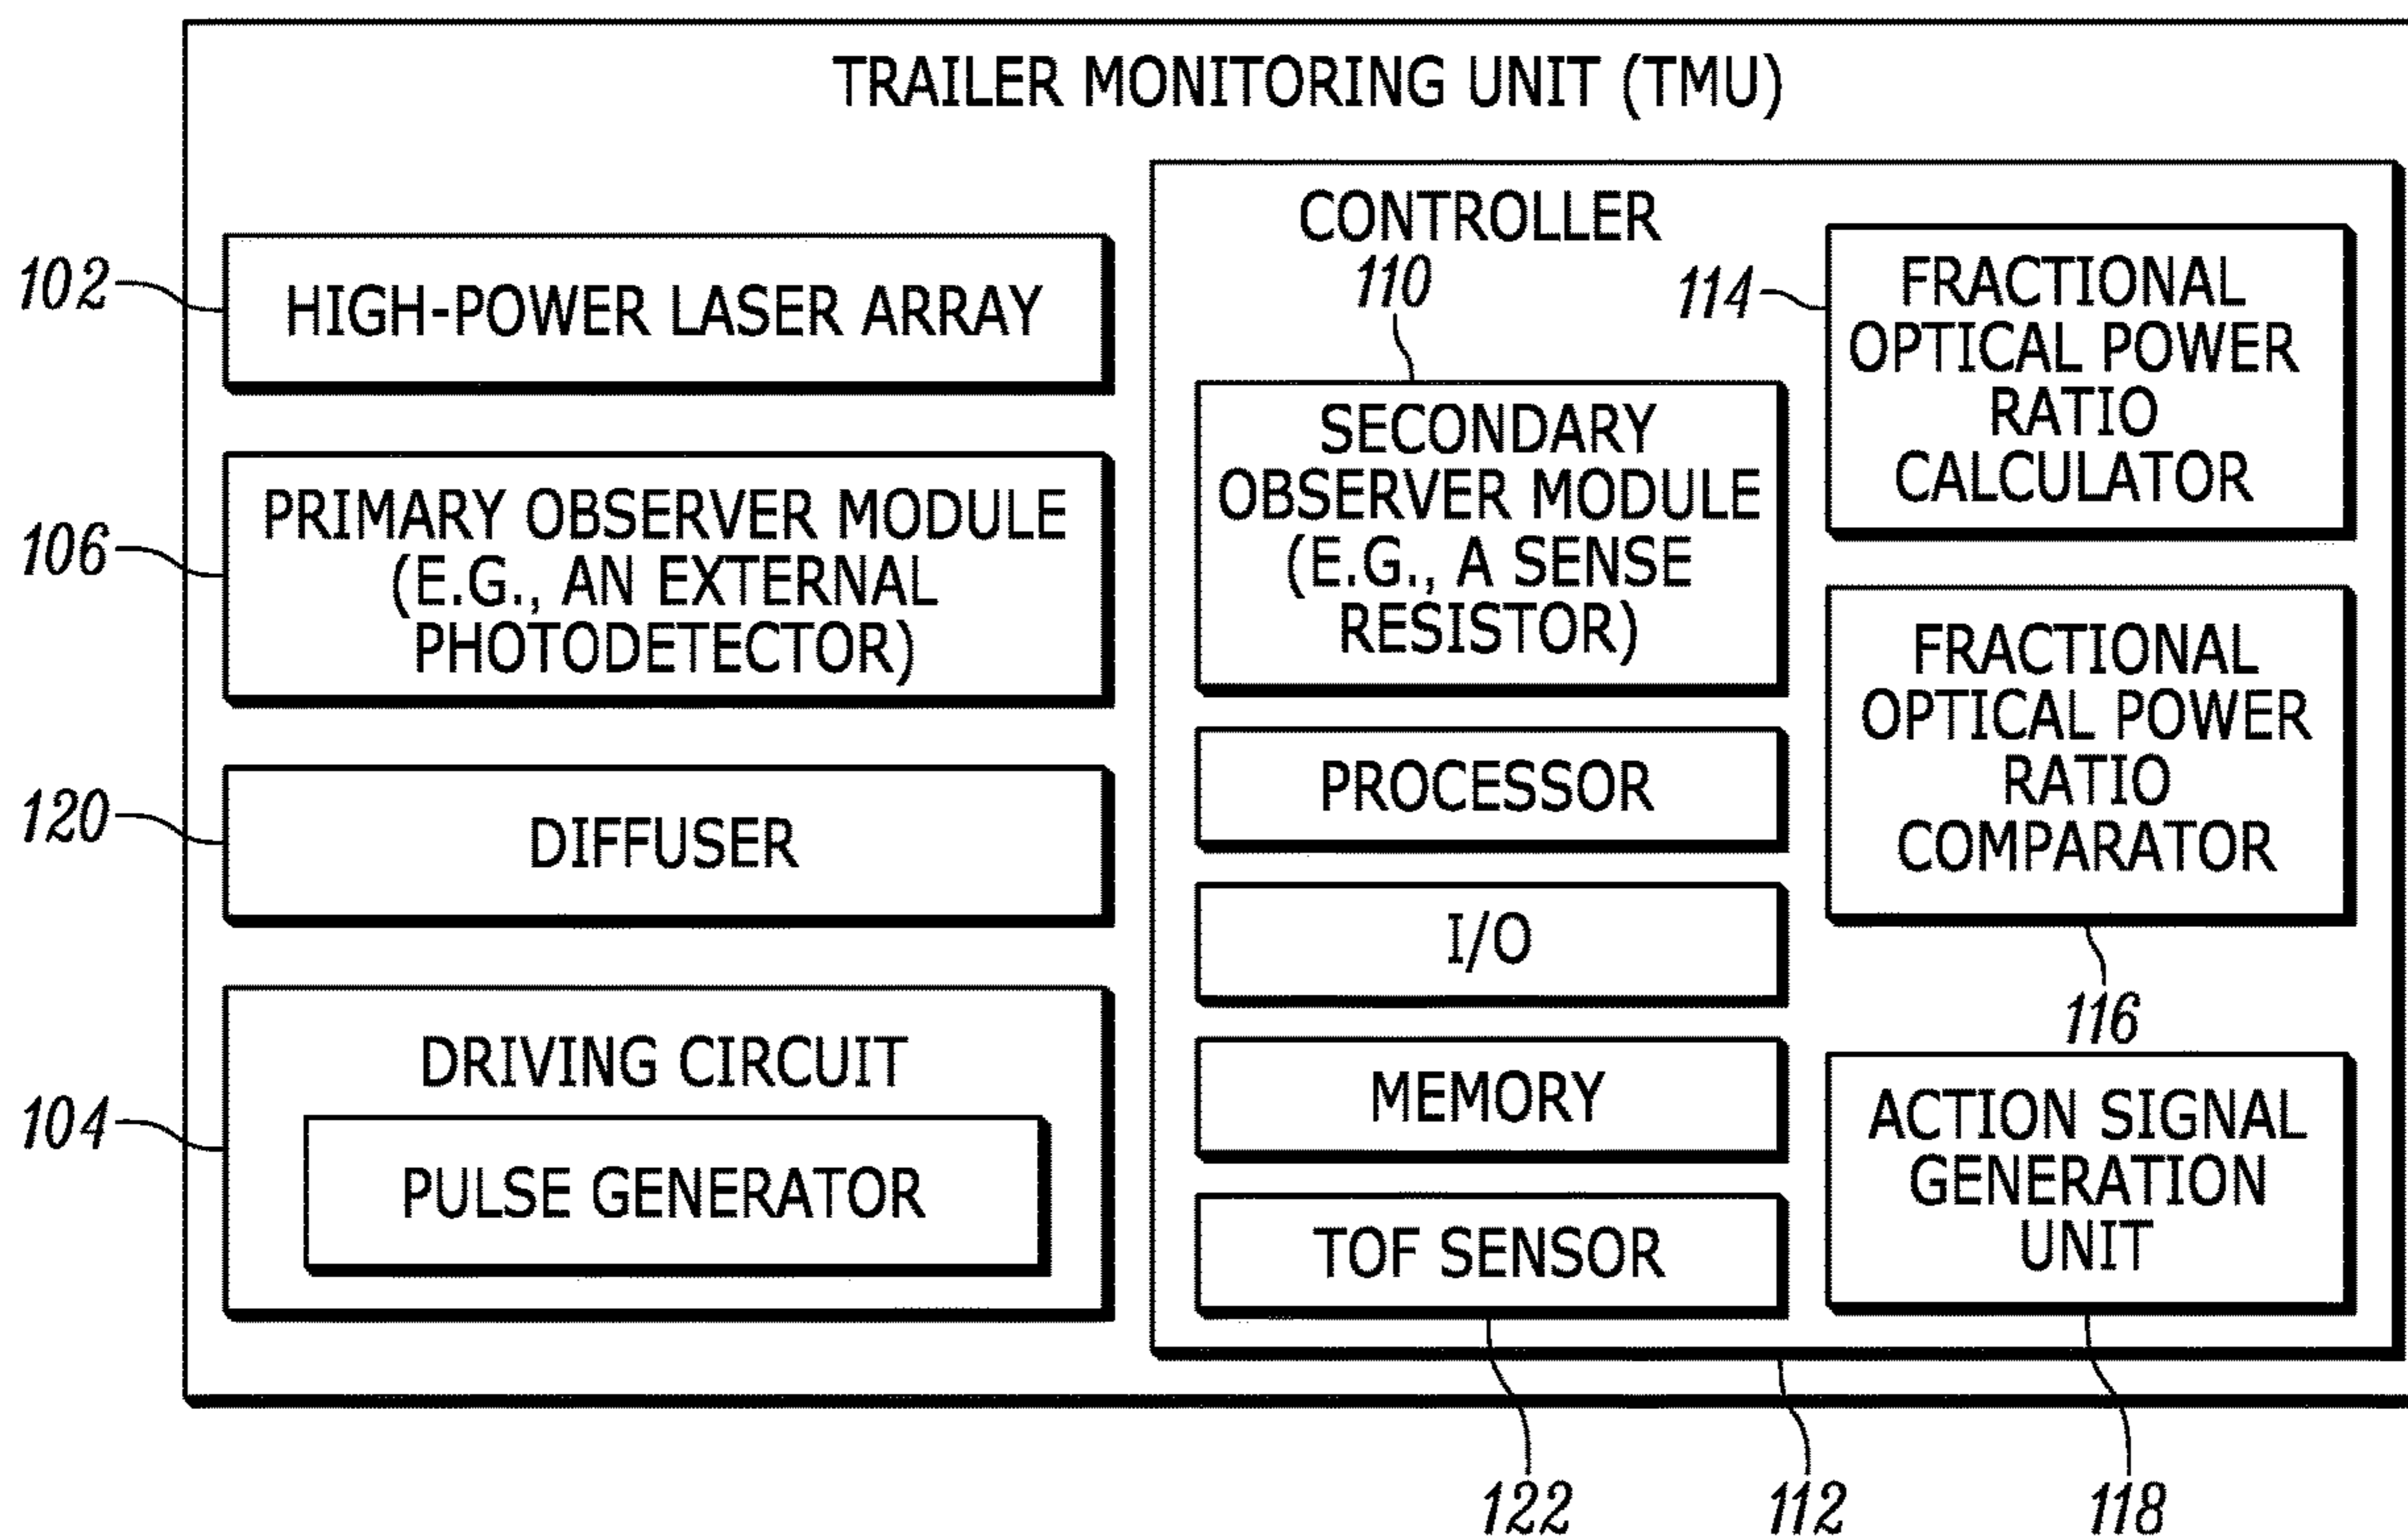 TRAILER MONITORING UNIT (TMU)
102
HIGH-POWER LASER ARRAY
106
PRIMARY OBSERVER MODULE
(E.G., AN EXTERNAL
PHOTODETECTOR)
120
DIFFUSER
104
DRIVING CIRCUIT
PULSE GENERATOR
CONTROLLER
110
SECONDARY
OBSERVER MODULE
(E.G., A SENSE
RESISTOR)
PROCESSOR
I/O
MEMORY
TOF SENSOR
114
FRACTIONAL
OPTICAL POWER
RATIO
CALCULATOR
FRACTIONAL
OPTICAL POWER
RATIO
COMPARATOR
116
ACTION SIGNAL
GENERATION
UNIT
122
112
118